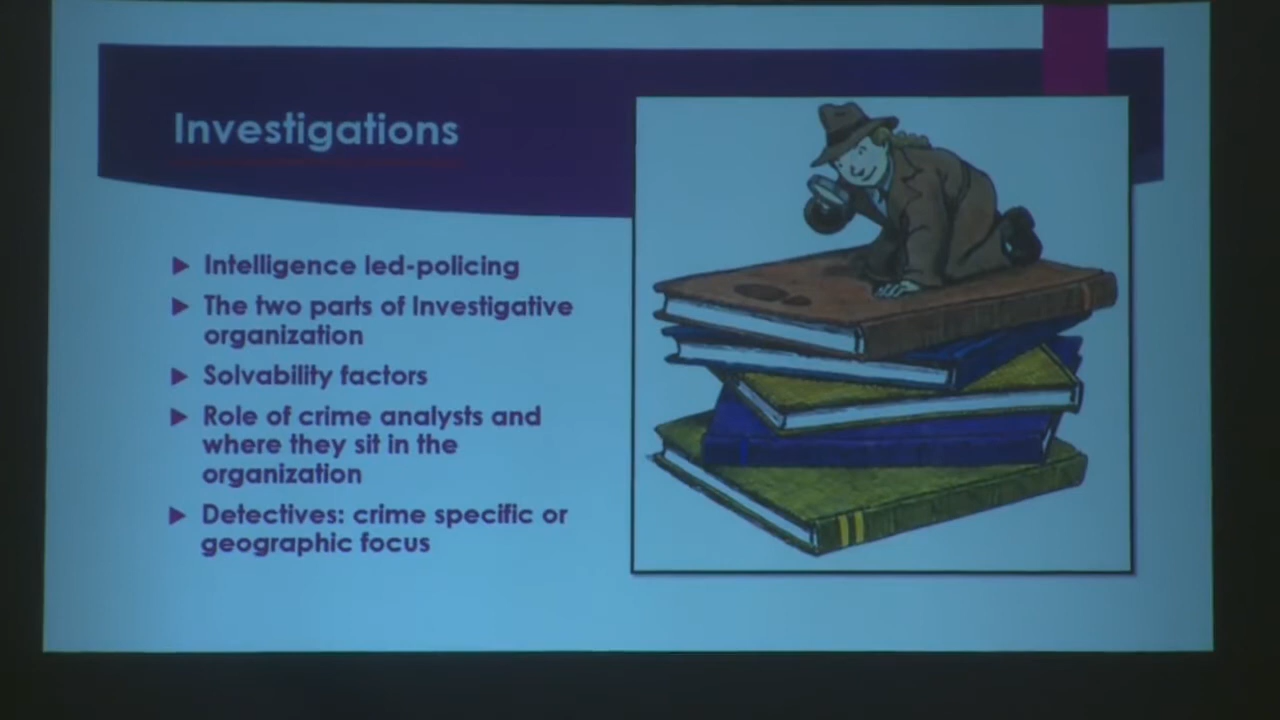 Investigations
Intelligence led-policing
The two parts of Investigative
organization
Solvability factors
Role of crime analysts and
where they sit in the
organization
Detectives: crime specific or
geographic focus